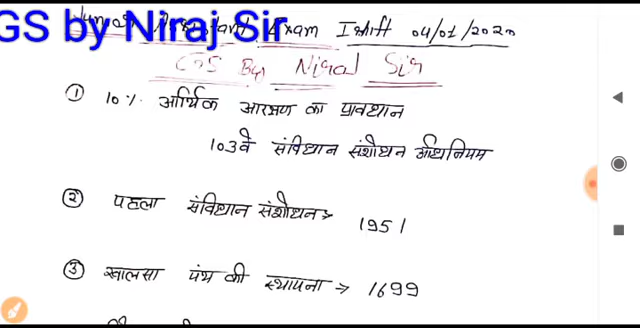 GS by Niraj Sir
Exam I shift 04/01/2020
GS By Niraj Sir
① 10% आर्थिक आरक्षण का प्रावधान
103वे संविधान संशोधन अधिनियम
② पहला संविधान संशोधन → 1951
③ खालसा पंथ की स्थापना → 1699